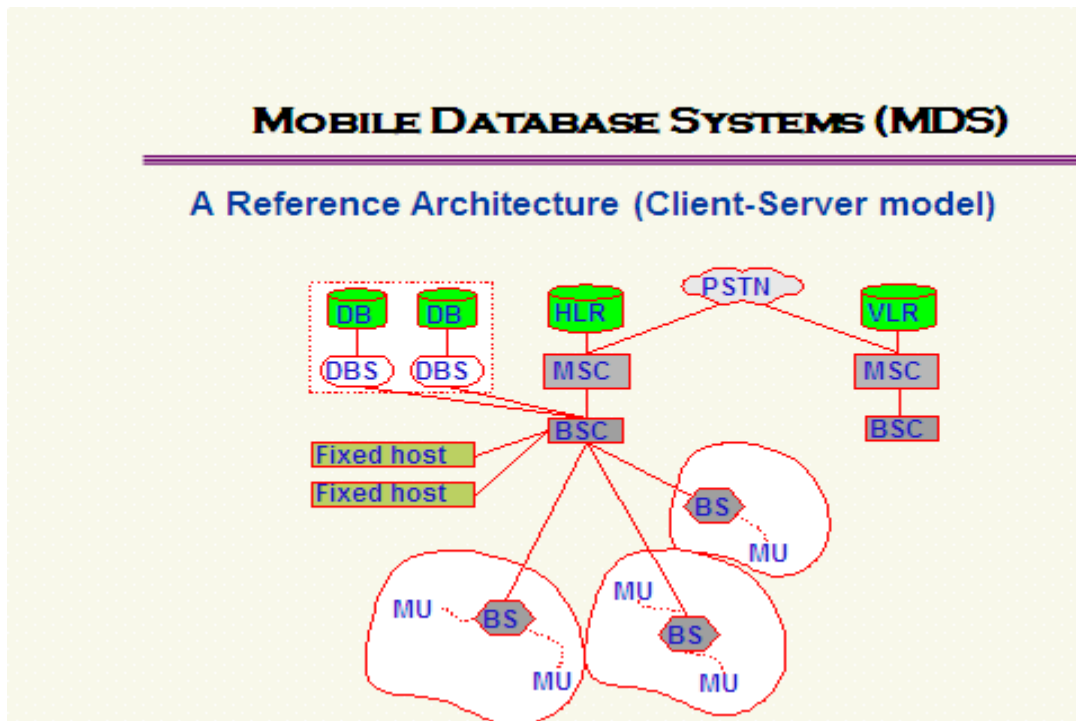 MOBILE DATABASE SYSTEMS (MDS)
A Reference Architecture (Client-Server model)
PSTN
DB DB HLR VLR
DBS DBS MSC MSC
BSC BSC
Fixed host
Fixed host
BS
MU
MU BS MU BS
MU MU